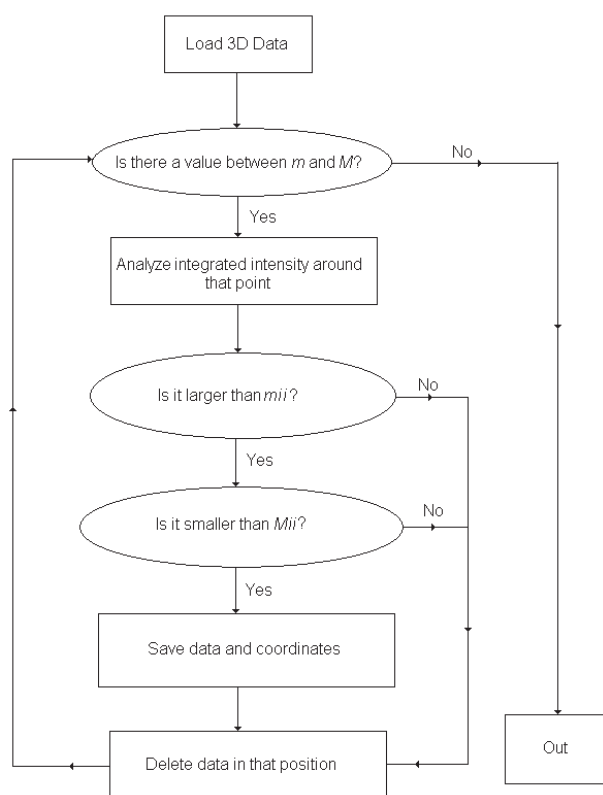 Load 3D Data
Is there a value between m and M?
No
Yes
Analyze integrated intensity around
that point
Is it larger than mii?
No
Yes
Is it smaller than Mii?
No
Yes
Save data and coordinates
Delete data in that position
Out